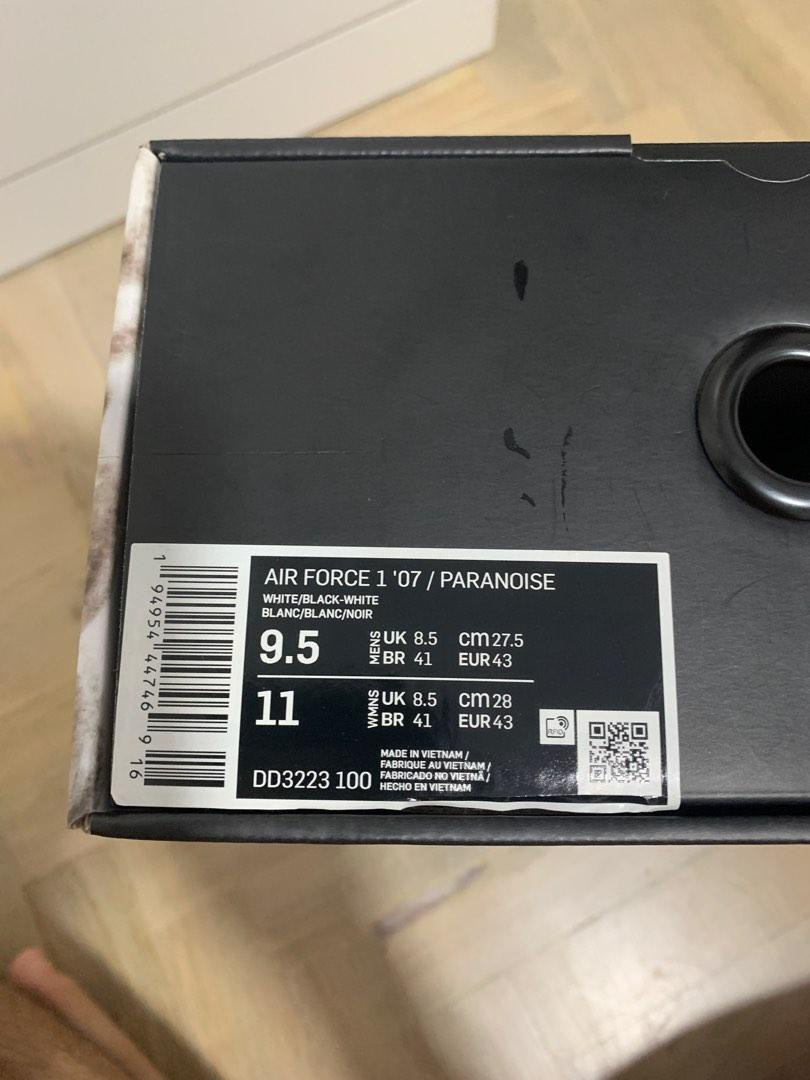 AIR FORCE 1 '07 / PARANOISE
WHITE/BLACK-WHITE
BLANC/BLANC/NOIR
9.5 MENS UK 8.5 cm 27.5
BR 41 EUR 43
11 WMNS UK 8.5 cm 28
BR 41 EUR 43
RFID
DD3223 100
MADE IN VIETNAM /
FABRIQUE AU VIETNAM /
FABRICADO NO VIETNÃ /
HECHO EN VIETNAM
1 94954 44746 9 16